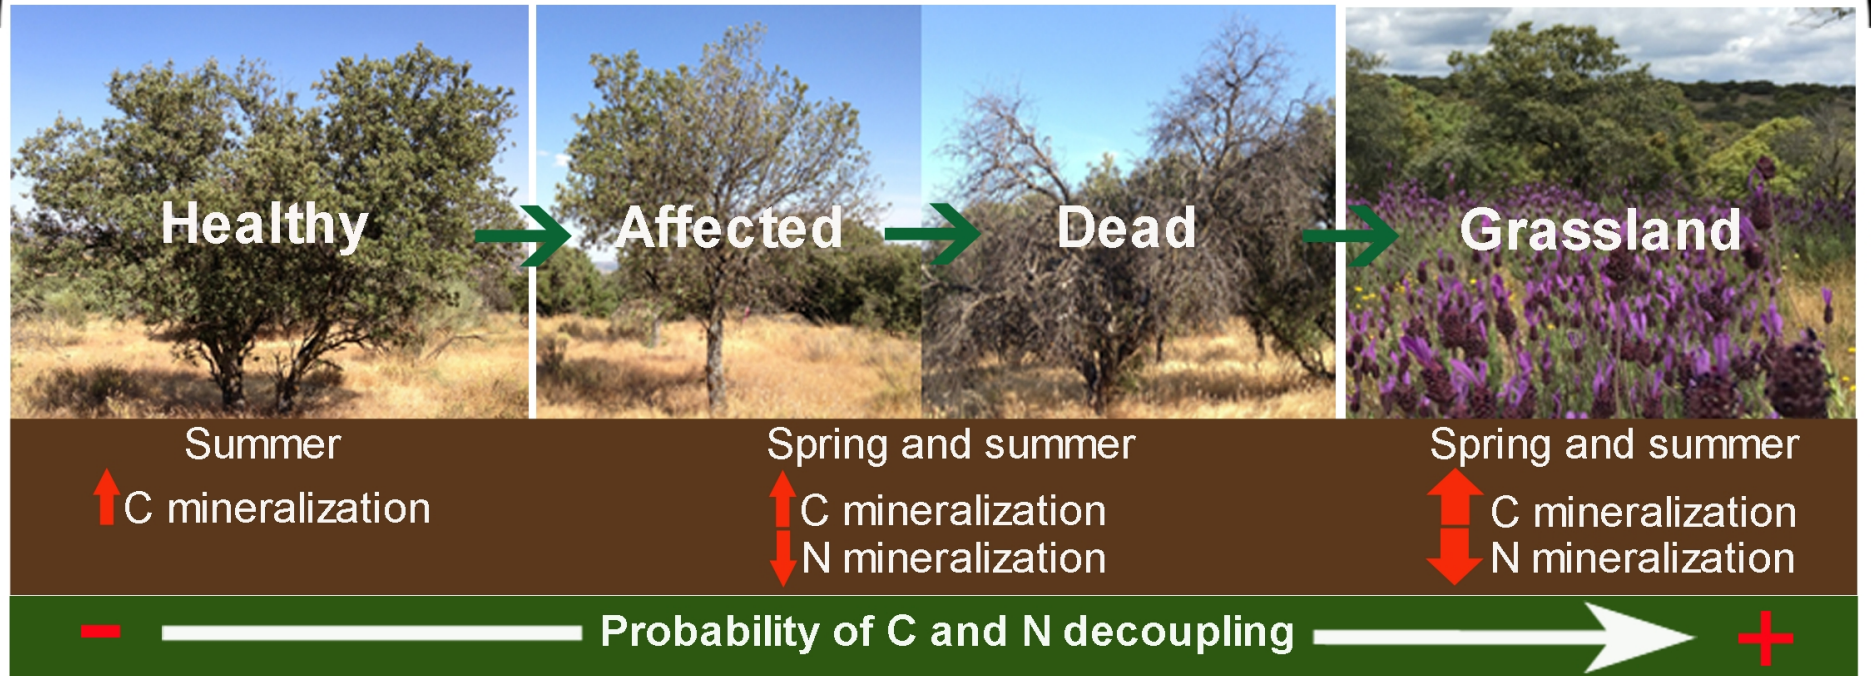 Healthy
Affected
Dead
Grassland
Summer
C mineralization
Spring and summer
C mineralization
N mineralization
Spring and summer
C mineralization
N mineralization
- Probability of C and N decoupling +